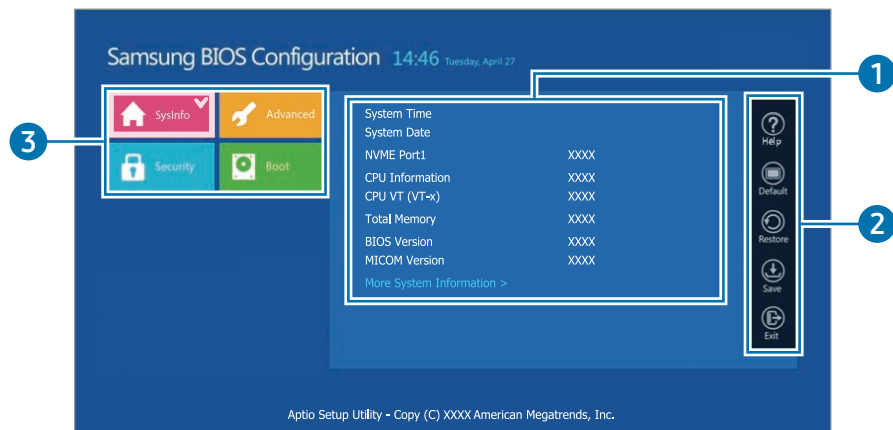 Samsung BIOS Configuration 14:46 Tuesday, April 27
1
3
SysInfo
Advanced
Security
Boot
System Time
System Date
NVME Port1 XXXX
CPU Information XXXX
CPU VT (VT-x) XXXX
Total Memory XXXX
BIOS Version XXXX
MICOM Version XXXX
More System Information >
Help
Default
Restore
Save
Exit
2
Aptio Setup Utility - Copy (C) XXXX American Megatrends, Inc.